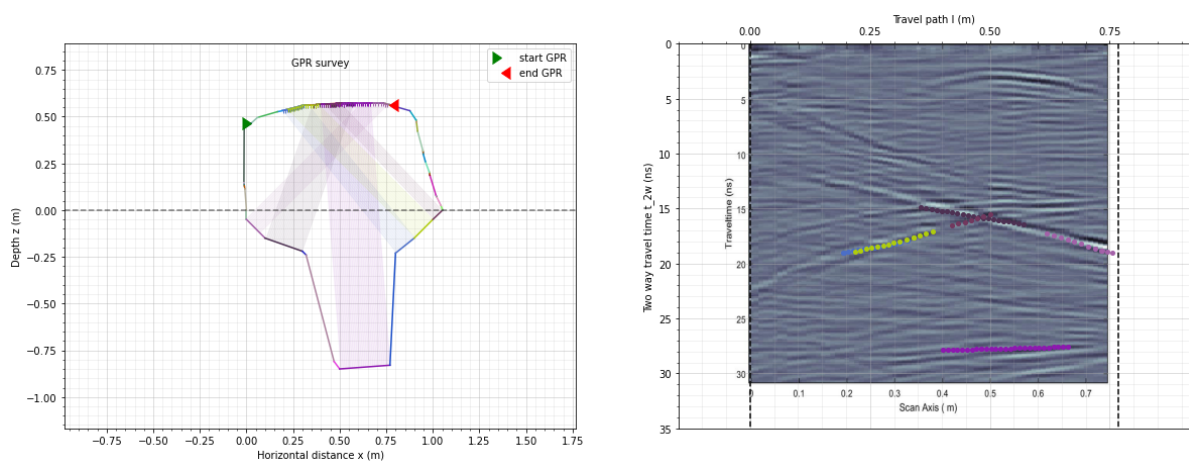 GPR survey
start GPR
end GPR
0.75
0.50
0.25
0.00
−0.25
−0.50
−0.75
−1.00
Depth z (m)
−0.75 −0.50 −0.25 0.00 0.25 0.50 0.75 1.00 1.25 1.50 1.75
Horizontal distance x (m)
Travel path l (m)
0.00 0.25 0.50 0.75
0
5
10
15
20
25
30
35
Two way travel time t_2w (ns)
0
5
10
15
20
25
30
Traveltime (ns)
0 0.1 0.2 0.3 0.4 0.5 0.6 0.7
Scan Axis ( m)